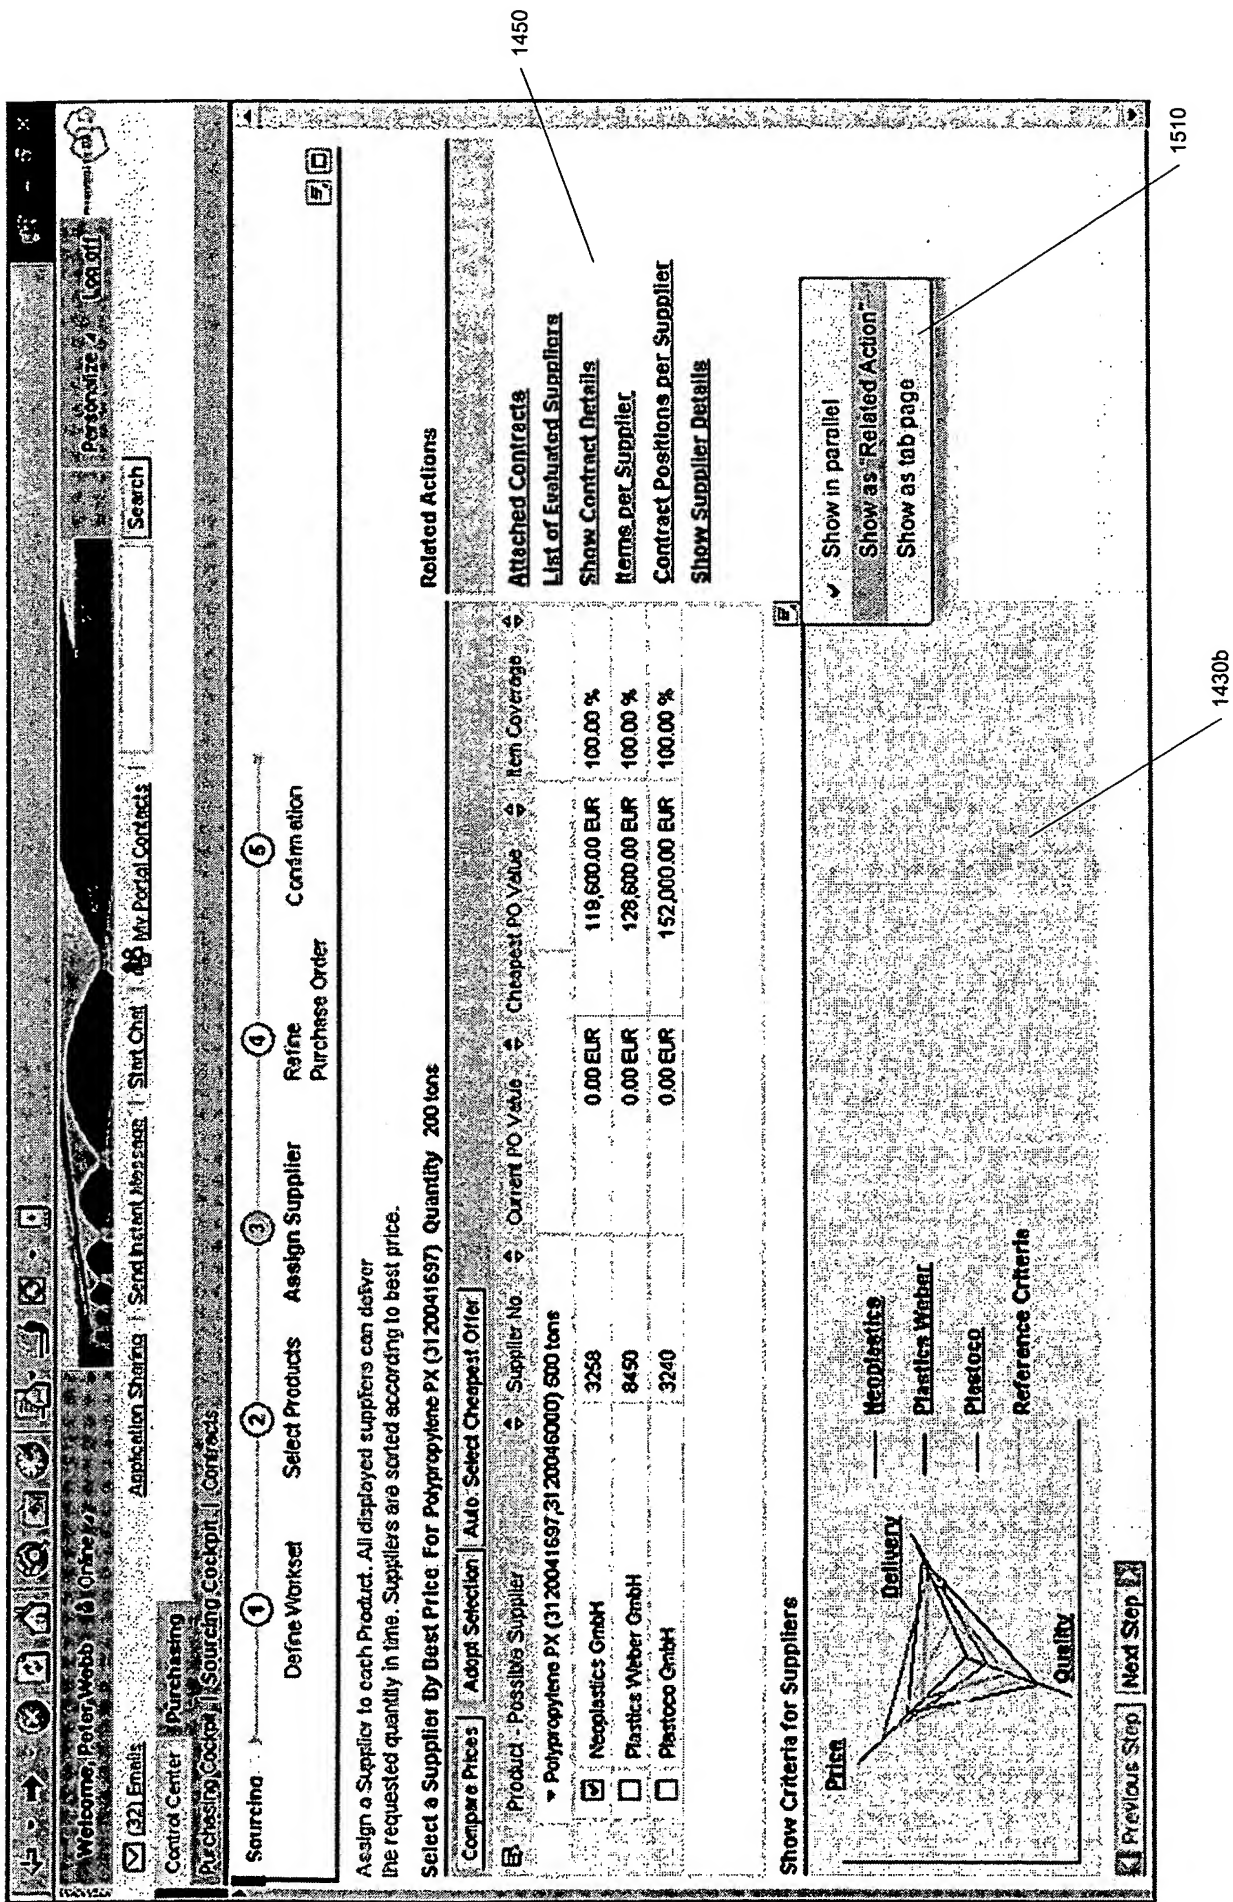 Welcome, Peter Webb Online
Personalize Log off
(32) Emails Application Sharing Send Instant Message Start Chat My Portal Contacts Search
Control Center Purchasing
Purchasing Cockpit Sourcing Cockpit Contracts
Sourcing
1 2 3 4 5
Define Workset Select Products Assign Supplier Refine Purchase Order Confirmation
Assign a Supplier to each Product. All displayed suppliers can deliver
the requested quantity in time. Suppliers are sorted according to best price.
Select a Supplier By Best Price For Polypropylene PX (3120041697) Quantity 200 tons
Related Actions
Compare Prices Adopt Selection Auto. Select Cheapest Offer
Product - Possible Supplier Supplier No. Current PO Value Cheapest PO Value Item Coverage
Polypropylene PX (3120041697,3120046000) 600 tons
Neoplastics GmbH 3258 0.00 EUR 119,600.00 EUR 100.00 %
Plastics Weber GmbH 8450 0.00 EUR 128,600.00 EUR 100.00 %
Plastoco GmbH 3240 0.00 EUR 152,000.00 EUR 100.00 %
Attached Contracts
List of Evaluated Suppliers
Show Contract Details
Items per Supplier
Contract Positions per Supplier
Show Supplier Details
Show Criteria for Suppliers
Show in parallel
Show as "Related Action"
Show as tab page
Price
Delivery
Quality
Neoplastics
Plastics Weber
Plastoco
Reference Criteria
Previous Step Next Step
1450
1510
1430b